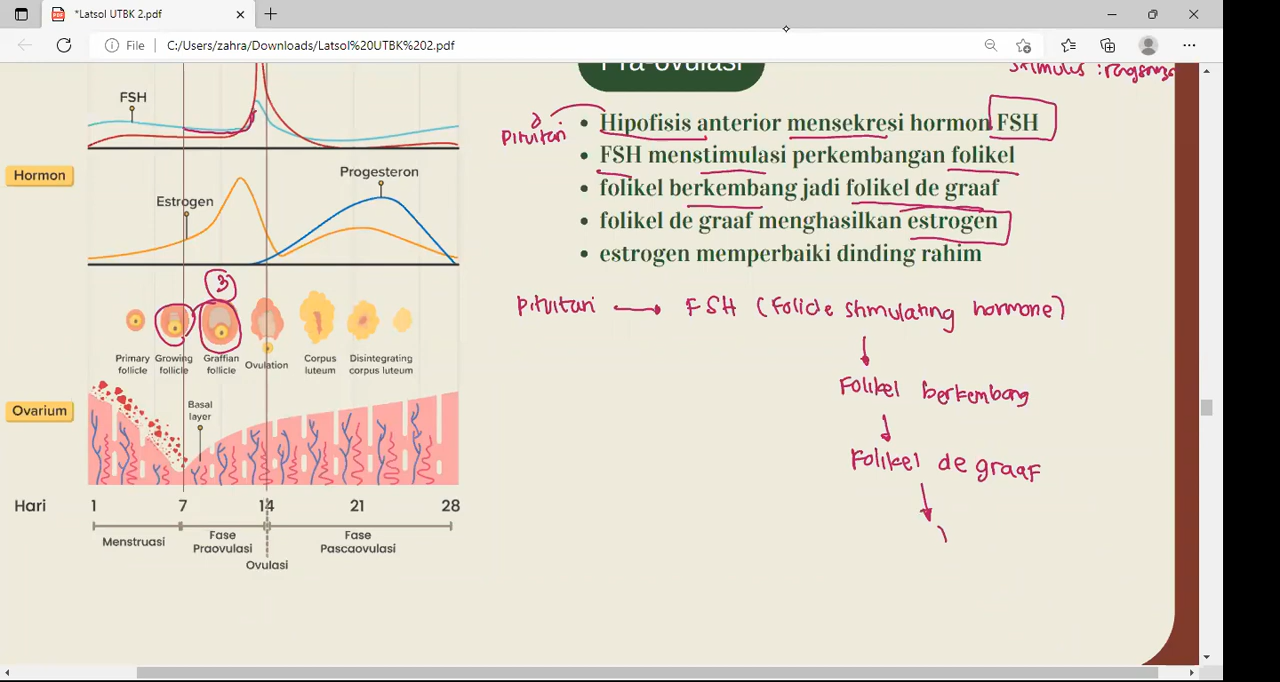 *Latsol UTBK 2.pdf
File C:/Users/zahra/Downloads/Latsol%20UTBK%202.pdf
Pra-ovulasi
stimulus :
FSH
Hormon
Estrogen
Progesteron
3
Primary follicle
Growing follicle
Graffian follicle
Ovulation
Corpus luteum
Disintegrating corpus luteum
Ovarium
Basal layer
Hari 1 7 14 21 28
Menstruasi
Fase Praovulasi
Fase Pascaovulasi
Ovulasi
Pituitari
• Hipofisis anterior mensekresi hormon FSH
• FSH menstimulasi perkembangan folikel
• folikel berkembang jadi folikel de graaf
• folikel de graaf menghasilkan estrogen
• estrogen memperbaiki dinding rahim
Pituitari → FSH (Folicle stimulating hormone)
Folikel berkembang
Folikel de graaf